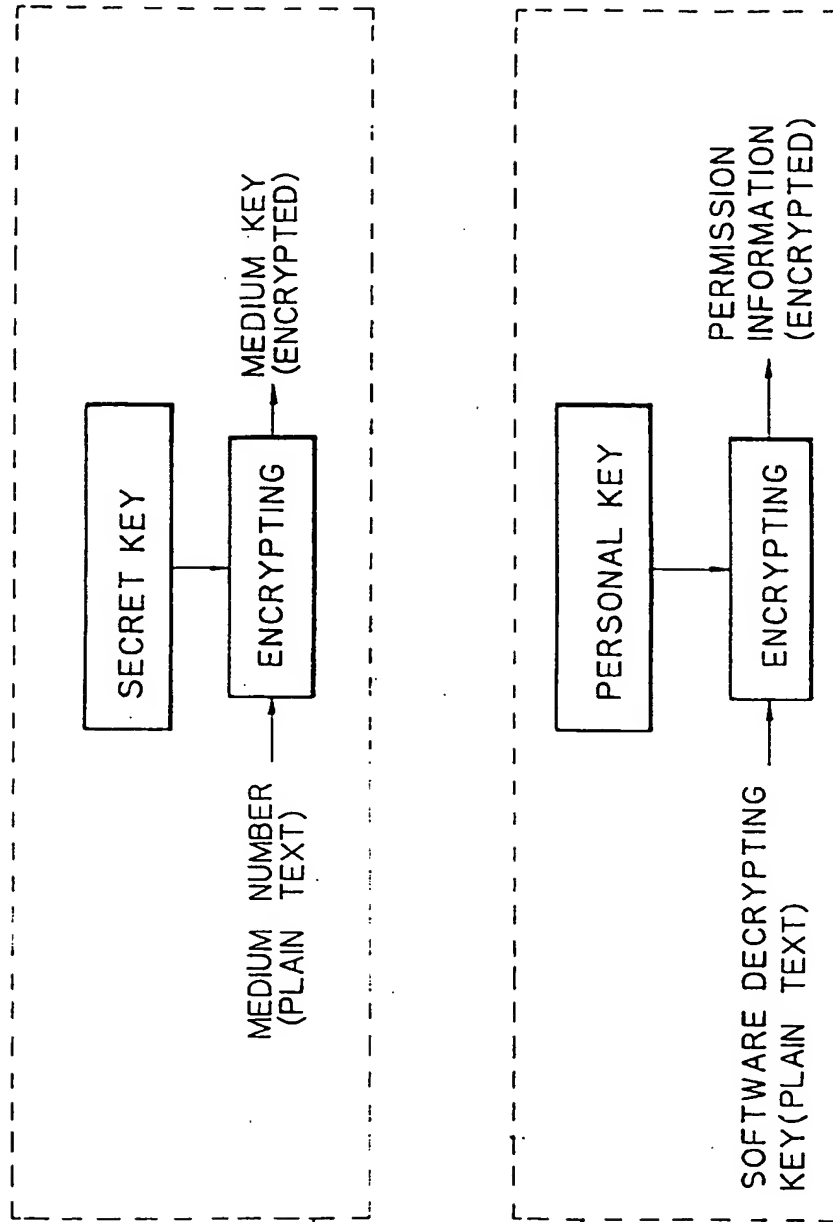 SECRET KEY
MEDIUM NUMBER
(PLAIN TEXT)
ENCRYPTING
MEDIUM KEY
(ENCRYPTED)
PERSONAL KEY
SOFTWARE DECRYPTING
KEY(PLAIN TEXT)
ENCRYPTING
PERMISSION
INFORMATION
(ENCRYPTED)